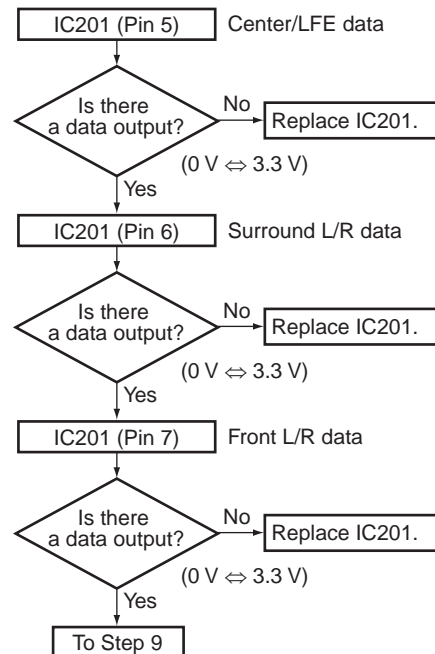 IC201 (Pin 5) Center/LFE data
Is there
a data output?
No
Replace IC201.
(0 V ⇔ 3.3 V)
Yes
IC201 (Pin 6) Surround L/R data
Is there
a data output?
No
Replace IC201.
(0 V ⇔ 3.3 V)
Yes
IC201 (Pin 7) Front L/R data
Is there
a data output?
No
Replace IC201.
(0 V ⇔ 3.3 V)
Yes
To Step 9